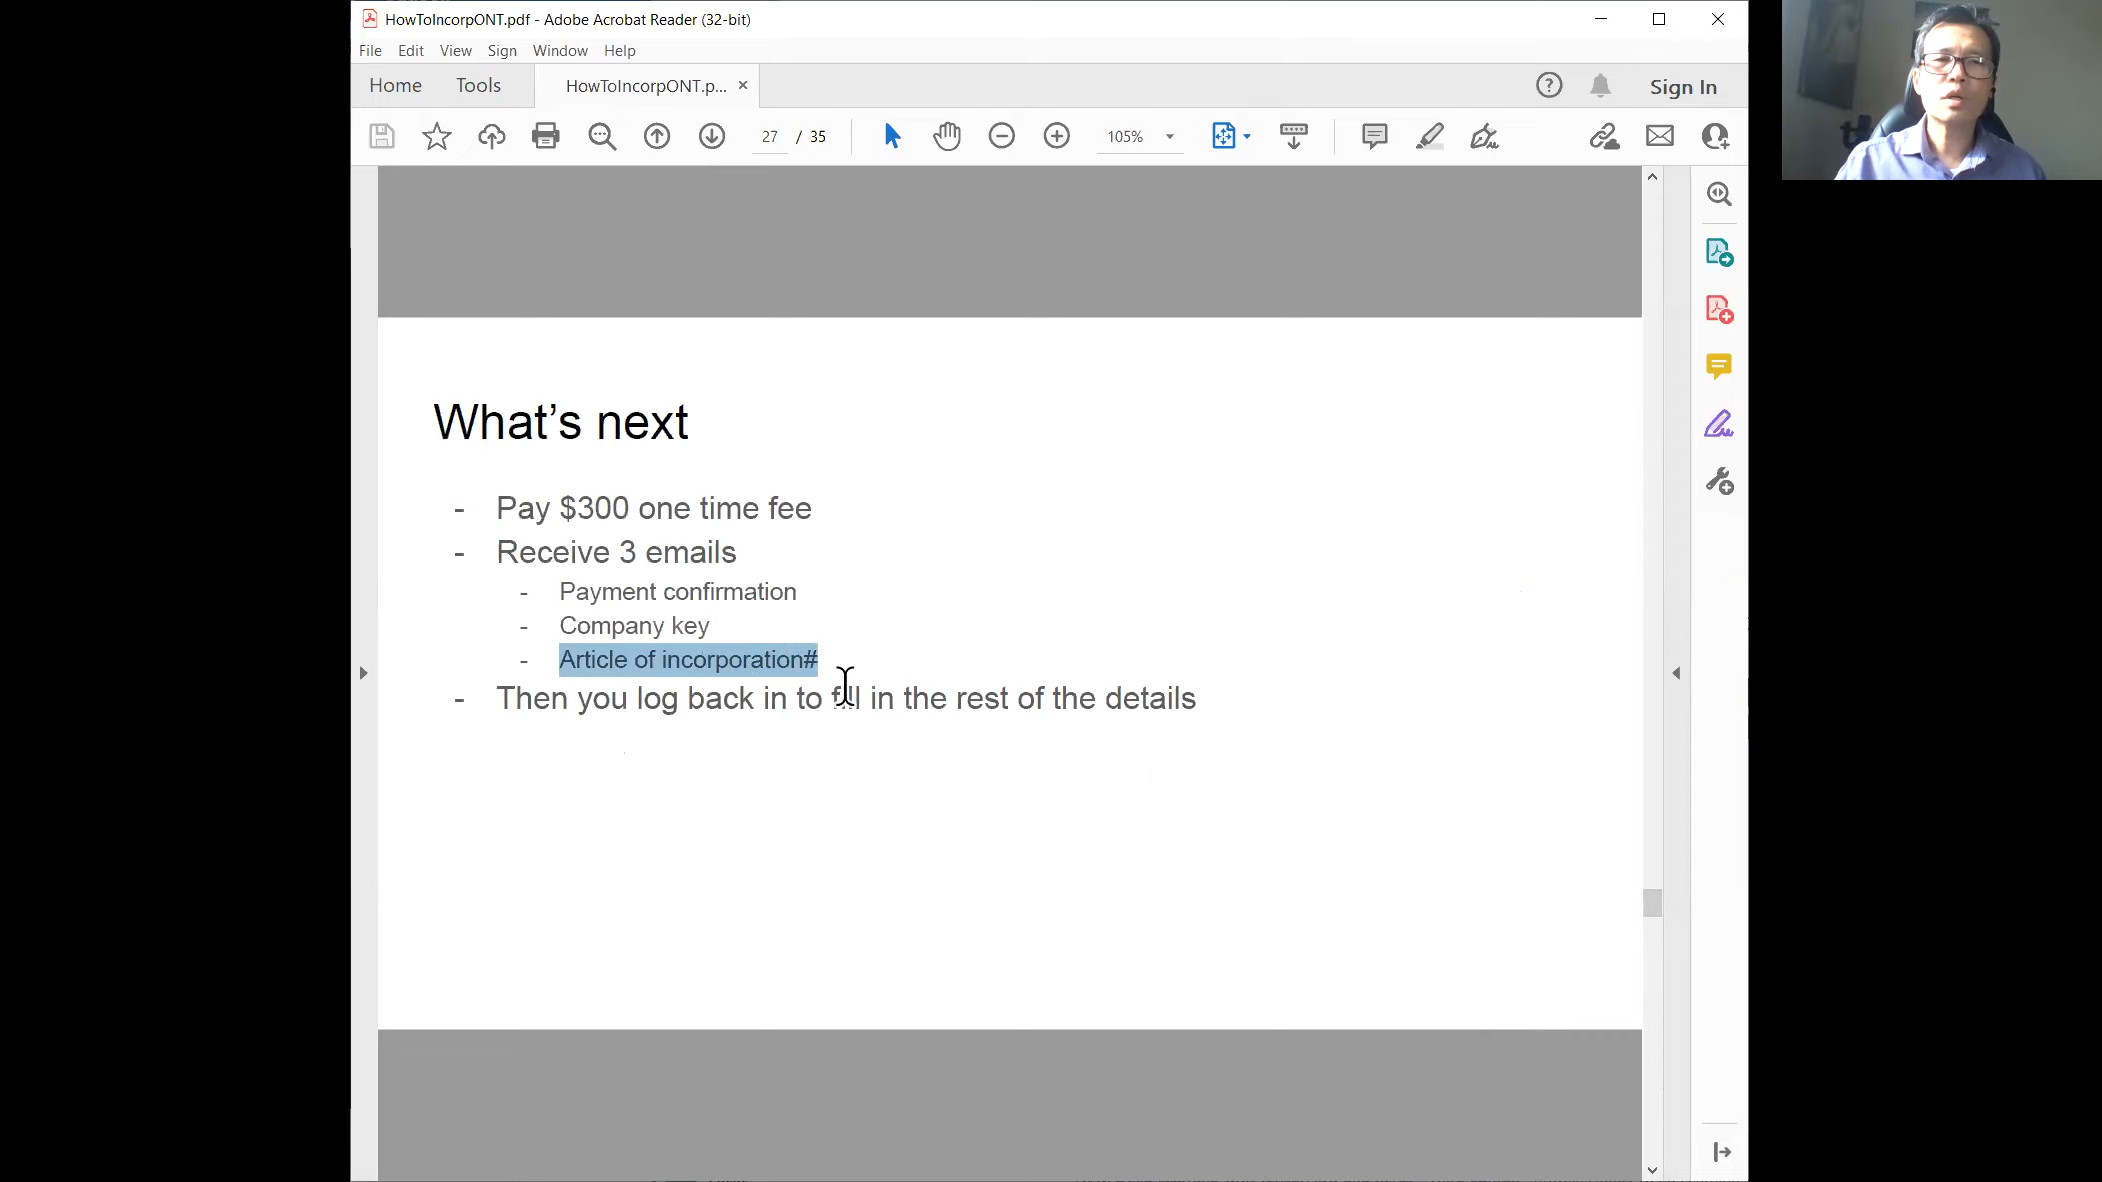 HowToIncorpONT.pdf - Adobe Acrobat Reader (32-bit)
File Edit View Sign Window Help
Home Tools HowToIncorpONT.p... Sign In
27 / 35 105%
What's next
- Pay $300 one time fee
- Receive 3 emails
- Payment confirmation
- Company key
- Article of incorporation#
- Then you log back in to fill in the rest of the details